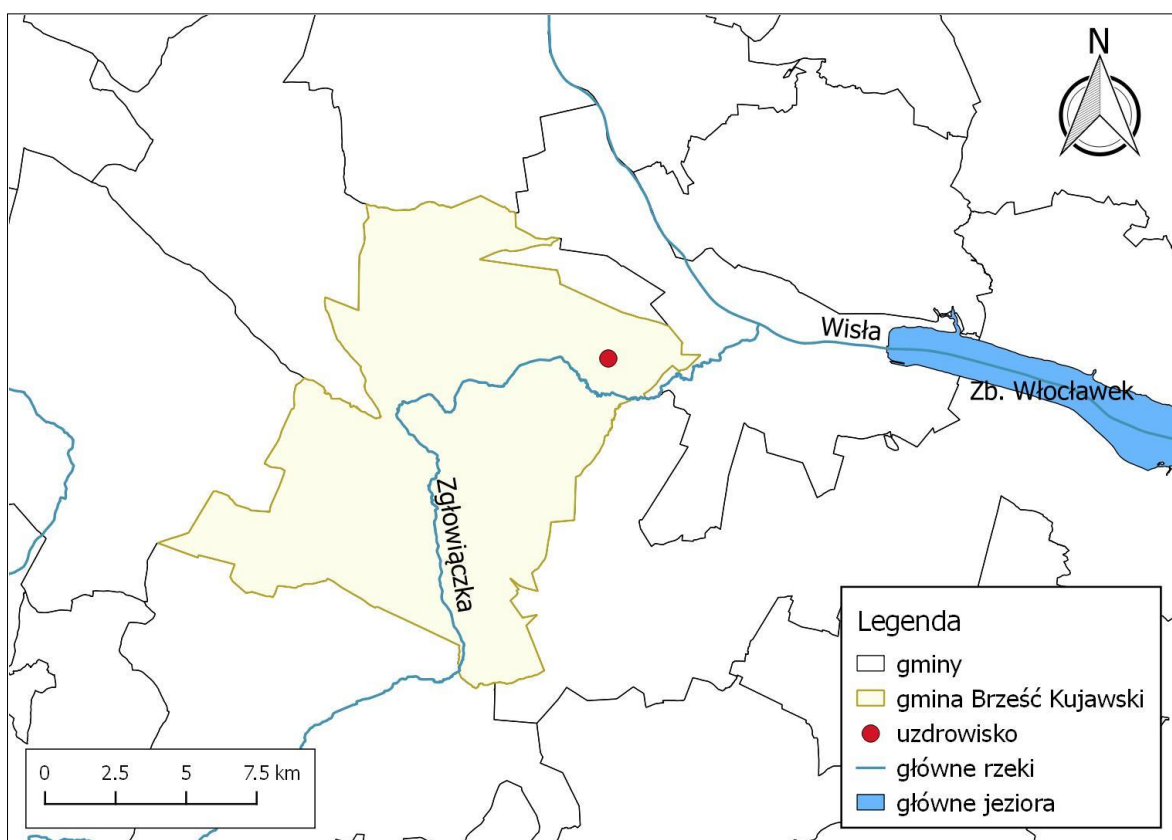 N
Wisła
Zb. Włocławek
Zgłowiączka
Legenda
gminy
gmina Brześć Kujawski
uzdrowisko
główne rzeki
główne jeziora
0 2.5 5 7.5 km